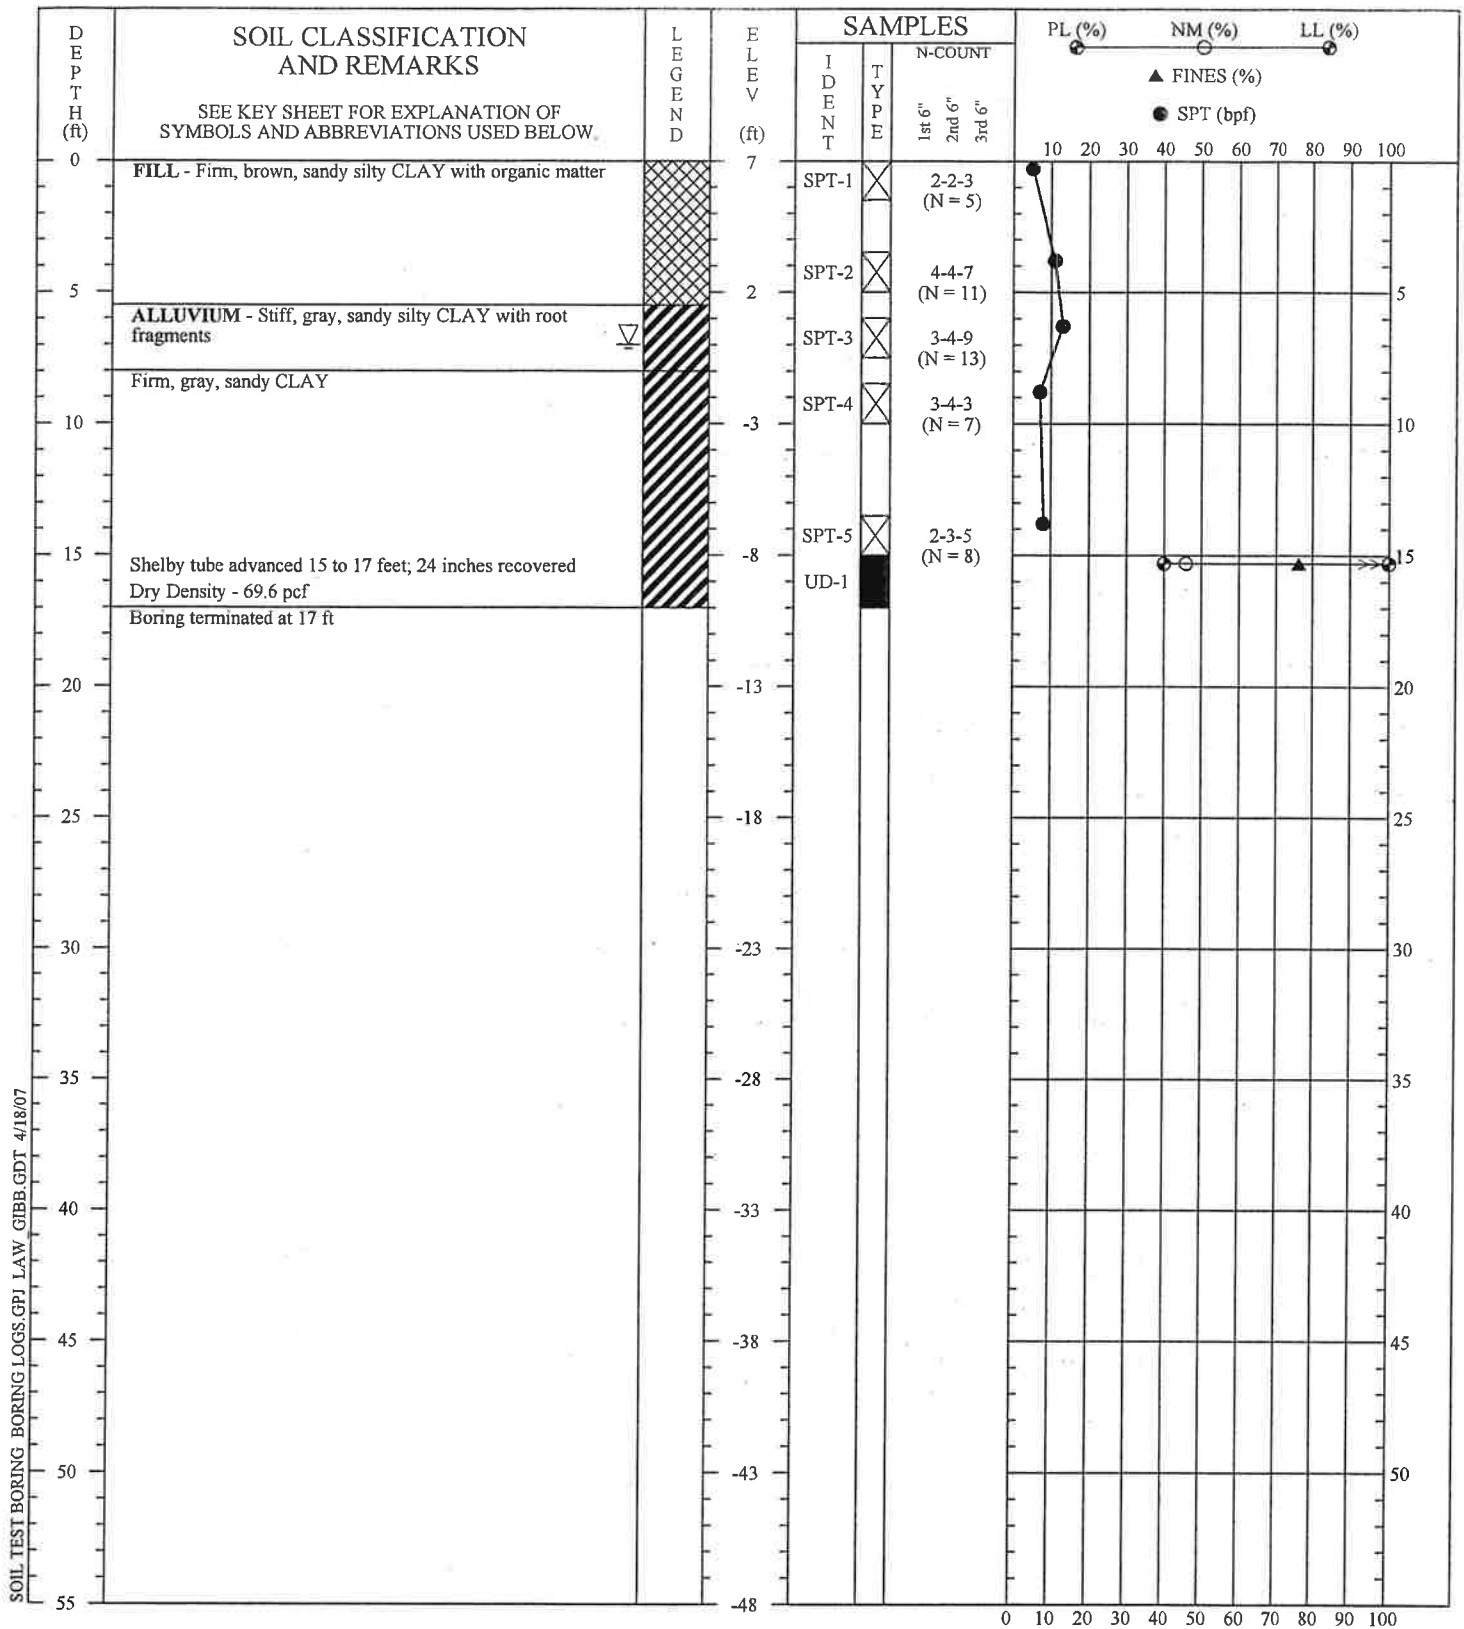 DEPTH (ft)
SOIL CLASSIFICATION
AND REMARKS
SEE KEY SHEET FOR EXPLANATION OF
SYMBOLS AND ABBREVIATIONS USED BELOW.
LEGEND
ELEV (ft)
SAMPLES
IDENT
TYPE
N-COUNT
1st 6"
2nd 6"
3rd 6"
PL (%) NM (%) LL (%)
▲ FINES (%)
● SPT (bpf)
10 20 30 40 50 60 70 80 90 100
0
FILL - Firm, brown, sandy silty CLAY with organic matter
7
SPT-1
2-2-3
(N = 5)
SPT-2
4-4-7
(N = 11)
5
2
5
ALLUVIUM - Stiff, gray, sandy silty CLAY with root
fragments
SPT-3
3-4-9
(N = 13)
Firm, gray, sandy CLAY
SPT-4
3-4-3
(N = 7)
10
-3
10
SPT-5
2-3-5
(N = 8)
15
-8
15
Shelby tube advanced 15 to 17 feet; 24 inches recovered
Dry Density - 69.6 pcf
UD-1
Boring terminated at 17 ft
20 -13 20
25 -18 25
30 -23 30
35 -28 35
40 -33 40
45 -38 45
50 -43 50
55 -48
0 10 20 30 40 50 60 70 80 90 100
SOIL TEST BORING BORING LOGS.GPJ LAW_GIBB.GDT 4/18/07